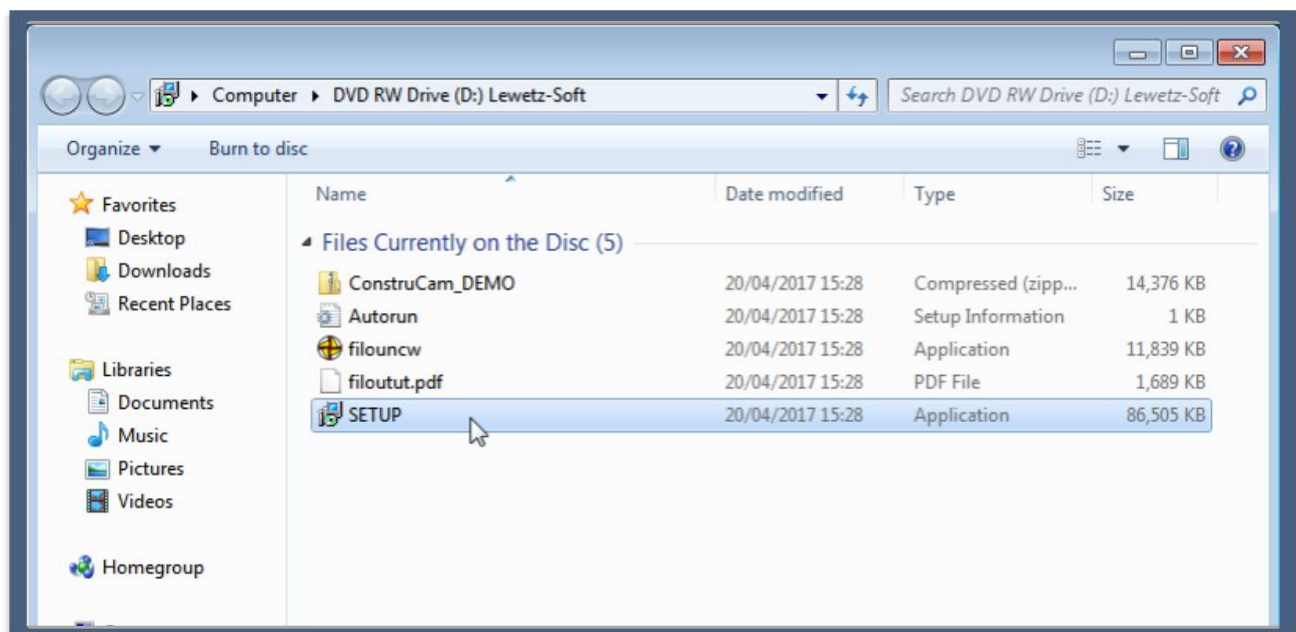 Computer DVD RW Drive (D:) Lewetz-Soft Search DVD RW Drive (D:) Lewetz-Soft
Organize Burn to disc
Favorites
Desktop
Downloads
Recent Places
Libraries
Documents
Music
Pictures
Videos
Homegroup
Name Date modified Type Size
Files Currently on the Disc (5)
ConstruCam_DEMO 20/04/2017 15:28 Compressed (zipp... 14,376 KB
Autorun 20/04/2017 15:28 Setup Information 1 KB
filouncw 20/04/2017 15:28 Application 11,839 KB
filoutut.pdf 20/04/2017 15:28 PDF File 1,689 KB
SETUP 20/04/2017 15:28 Application 86,505 KB